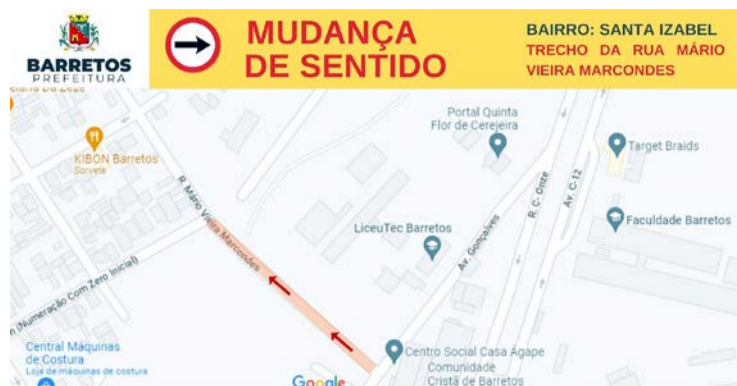 BARRETOS
PREFEITURA
MUDANÇA
DE SENTIDO
BAIRRO: SANTA IZABEL
TRECHO DA RUA MÁRIO
VIEIRA MARCONDES
KIBON Barretos
Sorvete
R. Mário Vieira Marcondes
Portal Quinta
Flor de Cerejeira
Target Braids
R. C- Onze
Av. C-12
LiceuTec Barretos
Av. Gonçalves
Faculdade Barretos
(Numeração Com Zero Inicial)
Central Máquinas
de Costura
Loja de máquinas de costura
Google
Centro Social Casa Ágape
Comunidade
Cristã de Barretos